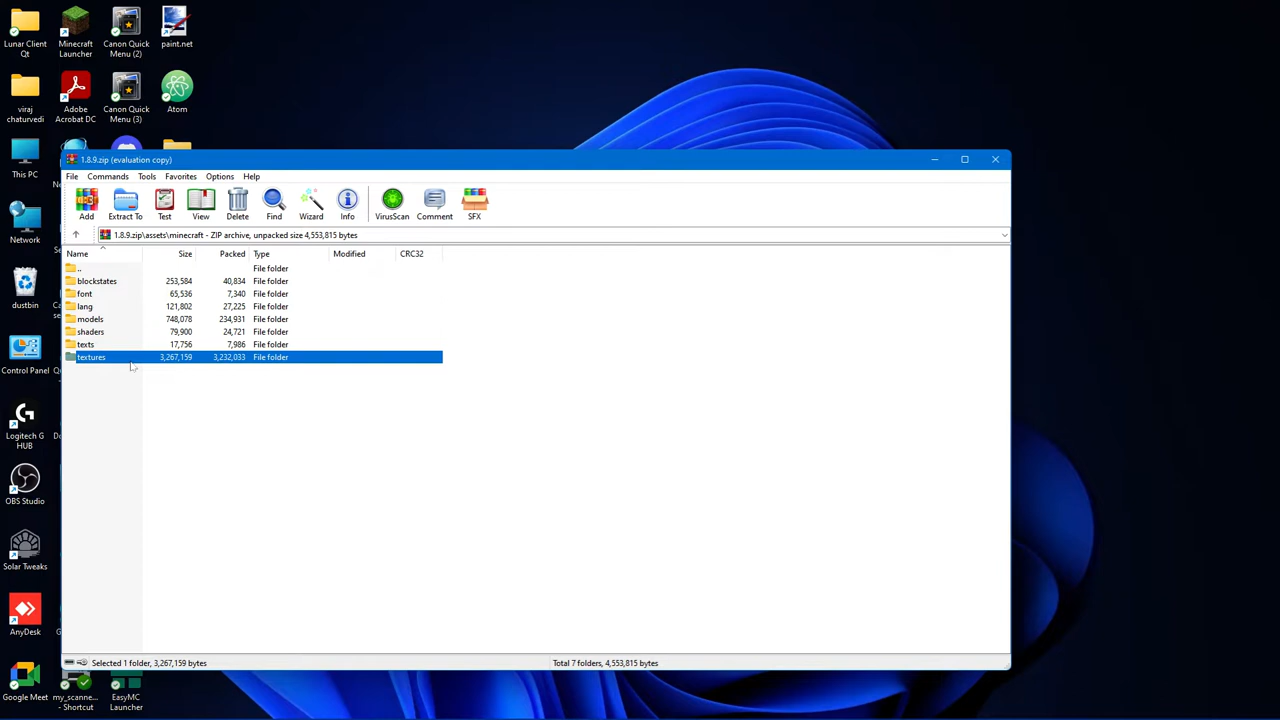 Lunar Client Qt
Minecraft Launcher
Canon Quick Menu (2)
paint.net
viraj chaturvedi
Adobe Acrobat DC
Canon Quick Menu (3)
Atom
This PC
Network
dustbin
Control Panel
Logitech G HUB
OBS Studio
Solar Tweaks
AnyDesk
Google Meet
my_scanne... - Shortcut
EasyMC Launcher
1.8.9.zip (evaluation copy)
File Commands Tools Favorites Options Help
Add Extract To Test View Delete Find Wizard Info VirusScan Comment SFX
1.8.9.zip\assets\minecraft - ZIP archive, unpacked size 4,553,815 bytes
Name Size Packed Type Modified CRC32
.. File folder
blockstates 253,584 40,834 File folder
font 65,536 7,340 File folder
lang 121,802 27,225 File folder
models 748,078 234,931 File folder
shaders 79,900 24,721 File folder
texts 17,756 7,986 File folder
textures 3,267,159 3,232,033 File folder
Selected 1 folder, 3,267,159 bytes
Total 7 folders, 4,553,815 bytes